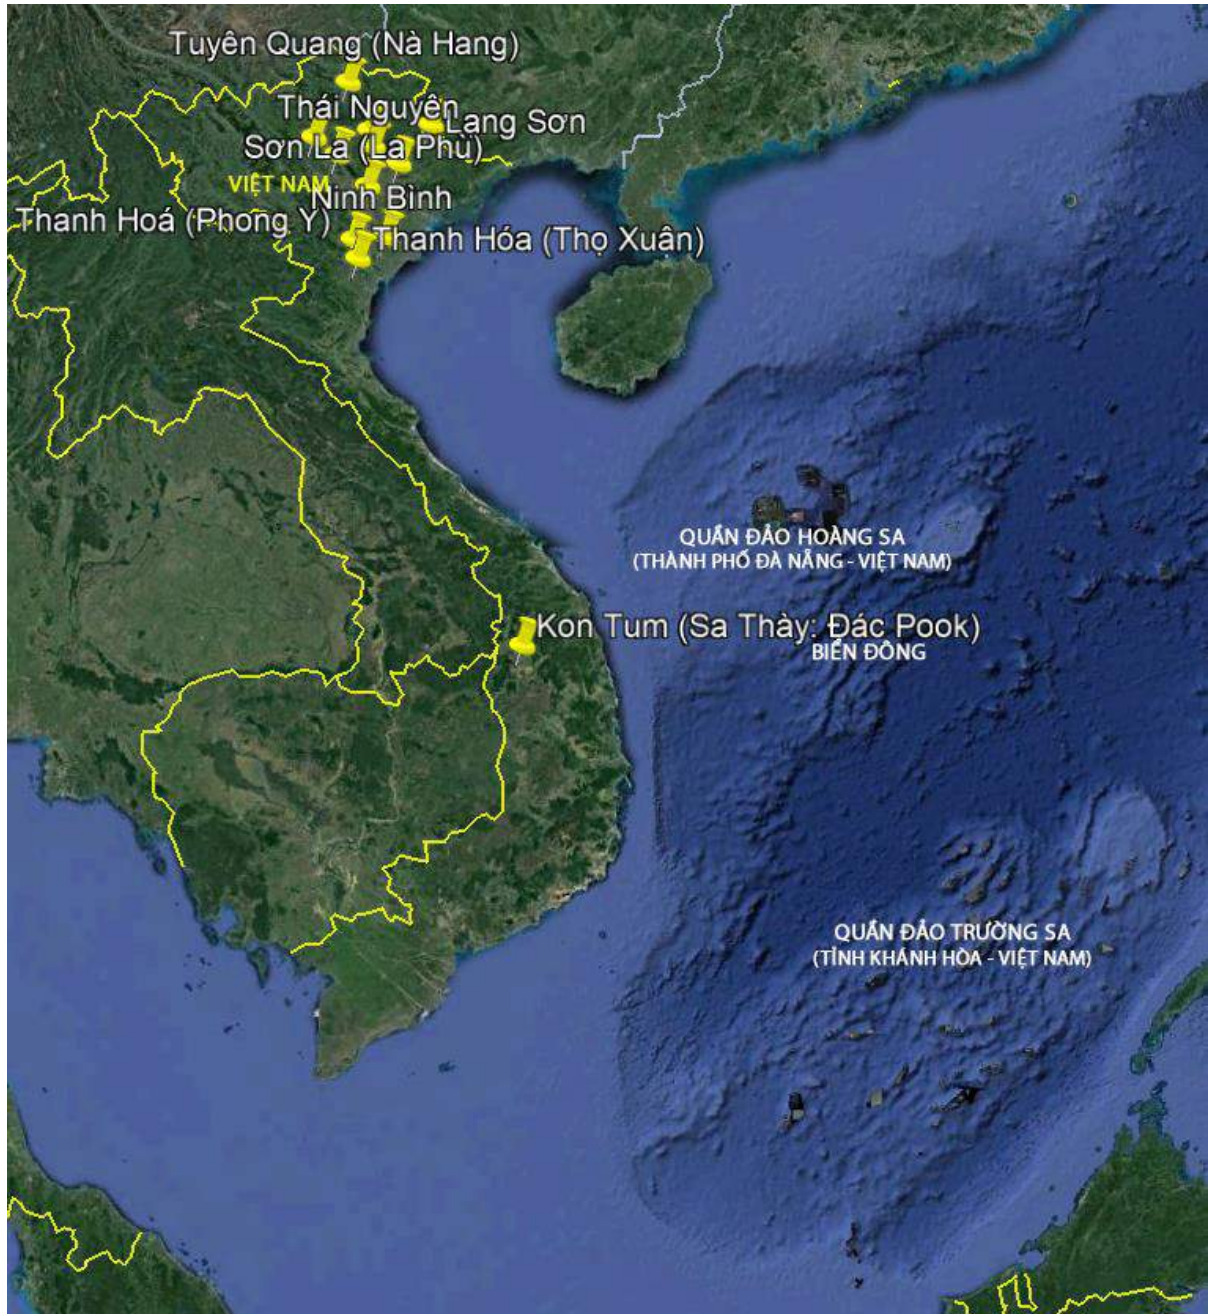 Tuyên Quang (Nà Hang)
Thái Nguyên
Lạng Sơn
Sơn La (La Phù)
VIỆT NAM
Ninh Bình
Thanh Hoá (Phong Y)
Thanh Hóa (Thọ Xuân)
QUẦN ĐẢO HOÀNG SA
(THÀNH PHỐ ĐÀ NẴNG - VIỆT NAM)
Kon Tum (Sa Thày: Đác Pook)
BIỂN ĐÔNG
QUẦN ĐẢO TRƯỜNG SA
(TỈNH KHÁNH HÒA - VIỆT NAM)